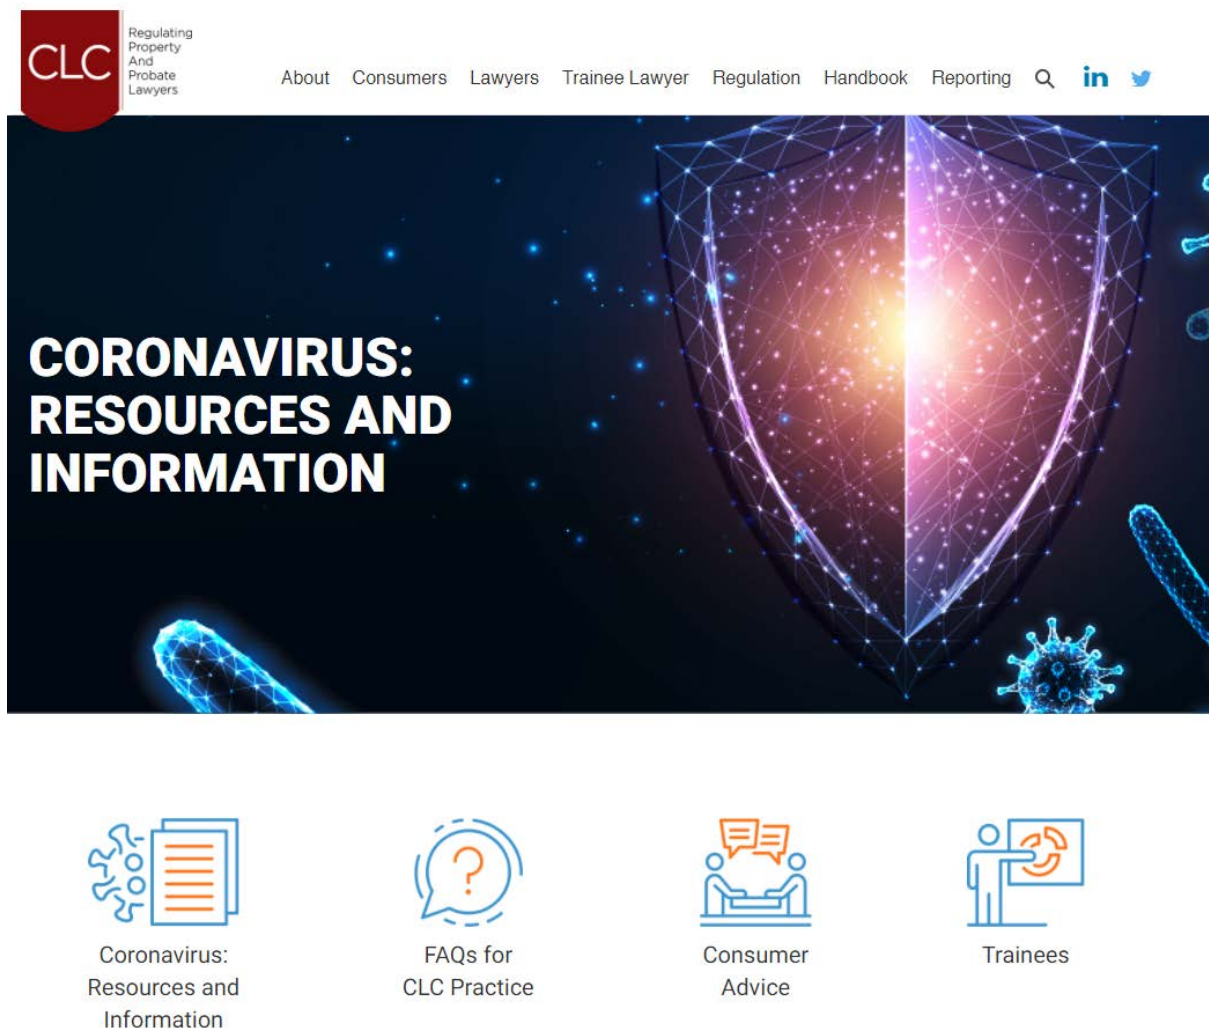 CLC
Regulating
Property
And
Probate
Lawyers
About Consumers Lawyers Trainee Lawyer Regulation Handbook Reporting in
CORONAVIRUS:
RESOURCES AND
INFORMATION
?
Coronavirus:
Resources and
Information
FAQs for
CLC Practice
Consumer
Advice
Trainees